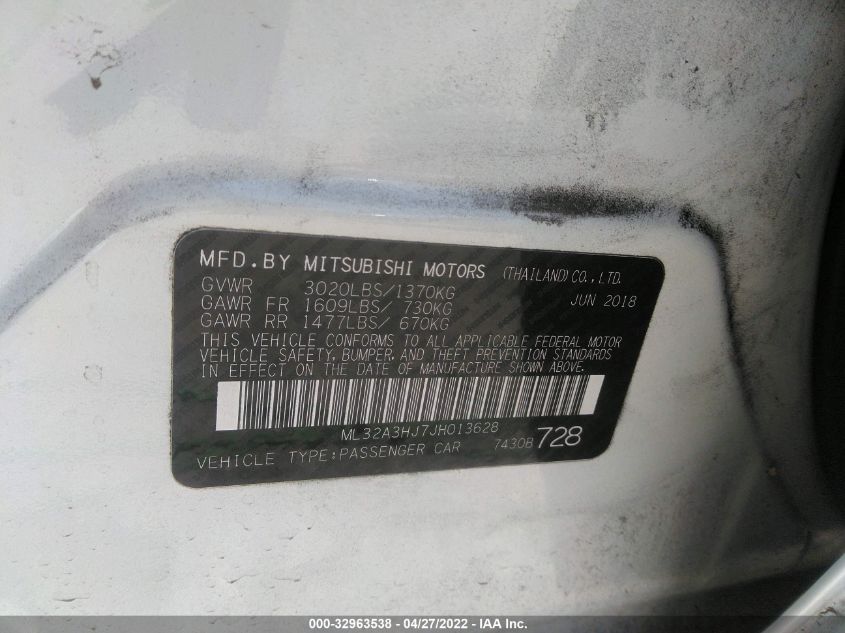 MFD.BY MITSUBISHI MOTORS (THAILAND) CO., LTD.
GVWR 3020LBS/1370KG JUN 2018
GAWR FR 1609LBS/ 730KG
GAWR RR 1477LBS/ 670KG
THIS VEHICLE CONFORMS TO ALL APPLICABLE FEDERAL MOTOR
VEHICLE SAFETY, BUMPER, AND THEFT PREVENTION STANDARDS
IN EFFECT ON THE DATE OF MANUFACTURE SHOWN ABOVE.
ML32A3HJ7JH013628
VEHICLE TYPE:PASSENGER CAR 7430B 728
000-32963538 - 04/27/2022 - IAA Inc.